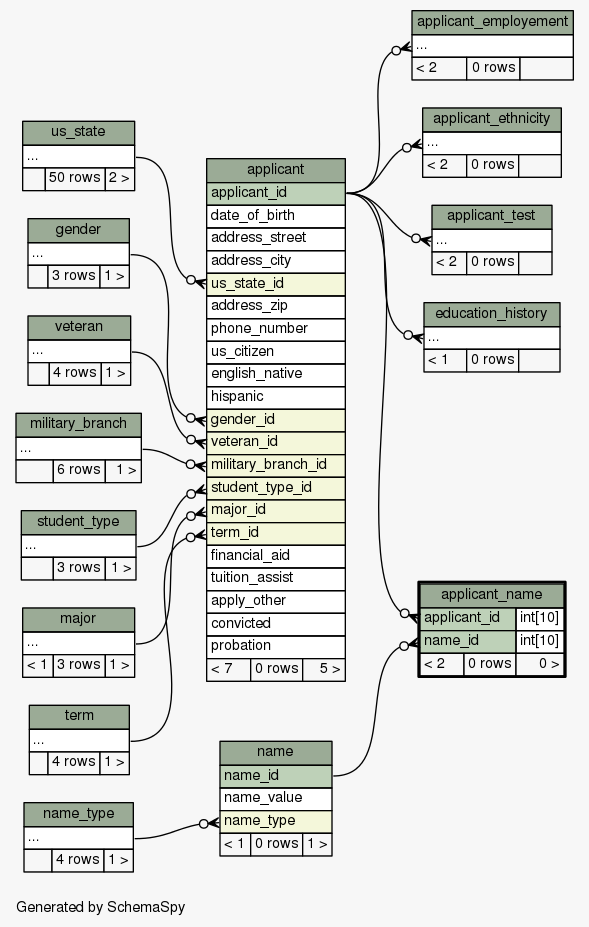 applicant_employement
...
< 2 0 rows
applicant_ethnicity
...
< 2 0 rows
applicant_test
...
< 2 0 rows
education_history
...
< 1 0 rows
us_state
...
50 rows 2 >
gender
...
3 rows 1 >
veteran
...
4 rows 1 >
military_branch
...
6 rows 1 >
student_type
...
3 rows 1 >
major
...
< 1 3 rows 1 >
term
...
4 rows 1 >
name_type
...
4 rows 1 >
applicant
applicant_id
date_of_birth
address_street
address_city
us_state_id
address_zip
phone_number
us_citizen
english_native
hispanic
gender_id
veteran_id
military_branch_id
student_type_id
major_id
term_id
financial_aid
tuition_assist
apply_other
convicted
probation
< 7 0 rows 5 >
applicant_name
applicant_id int[10]
name_id int[10]
< 2 0 rows 0 >
name
name_id
name_value
name_type
< 1 0 rows 1 >
Generated by SchemaSpy